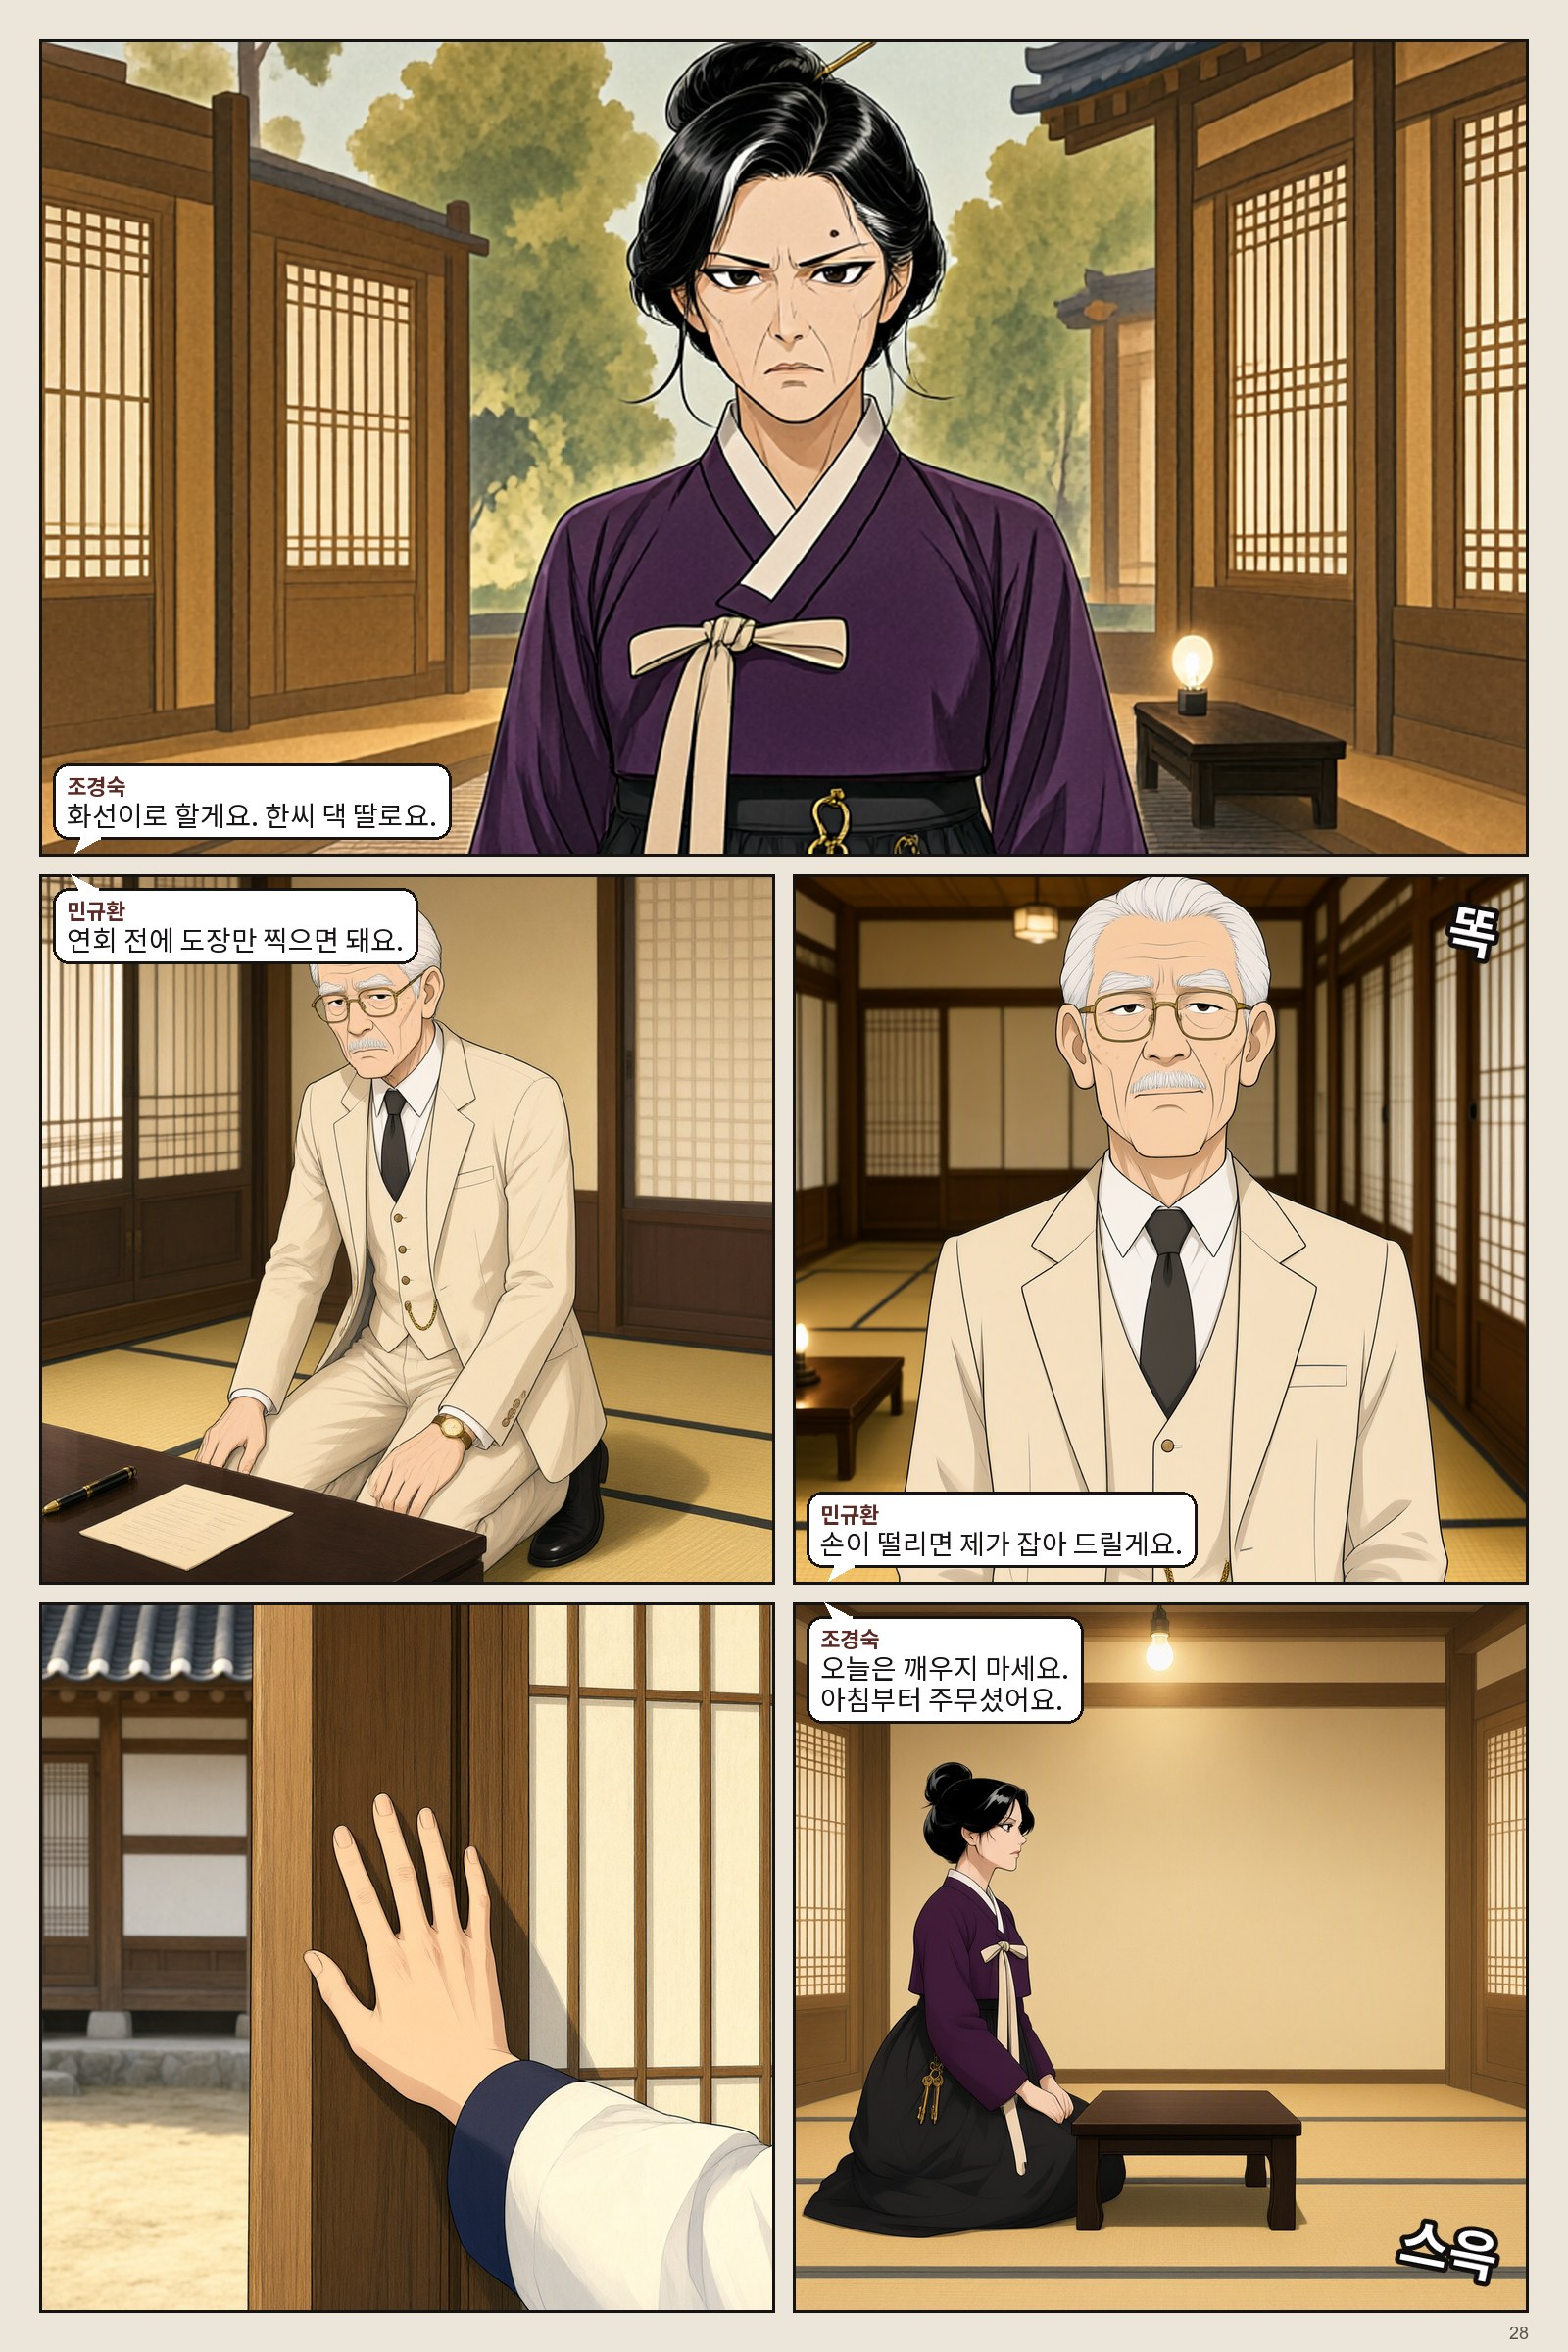 조경숙
화선이로 할게요. 한씨 댁 딸로요.
민규환
연회 전에 도장만 찍으면 돼요.
똑
민규환
손이 떨리면 제가 잡아 드릴게요.
조경숙
오늘은 깨우지 마세요.
아침부터 주무셨어요.
스윽
28